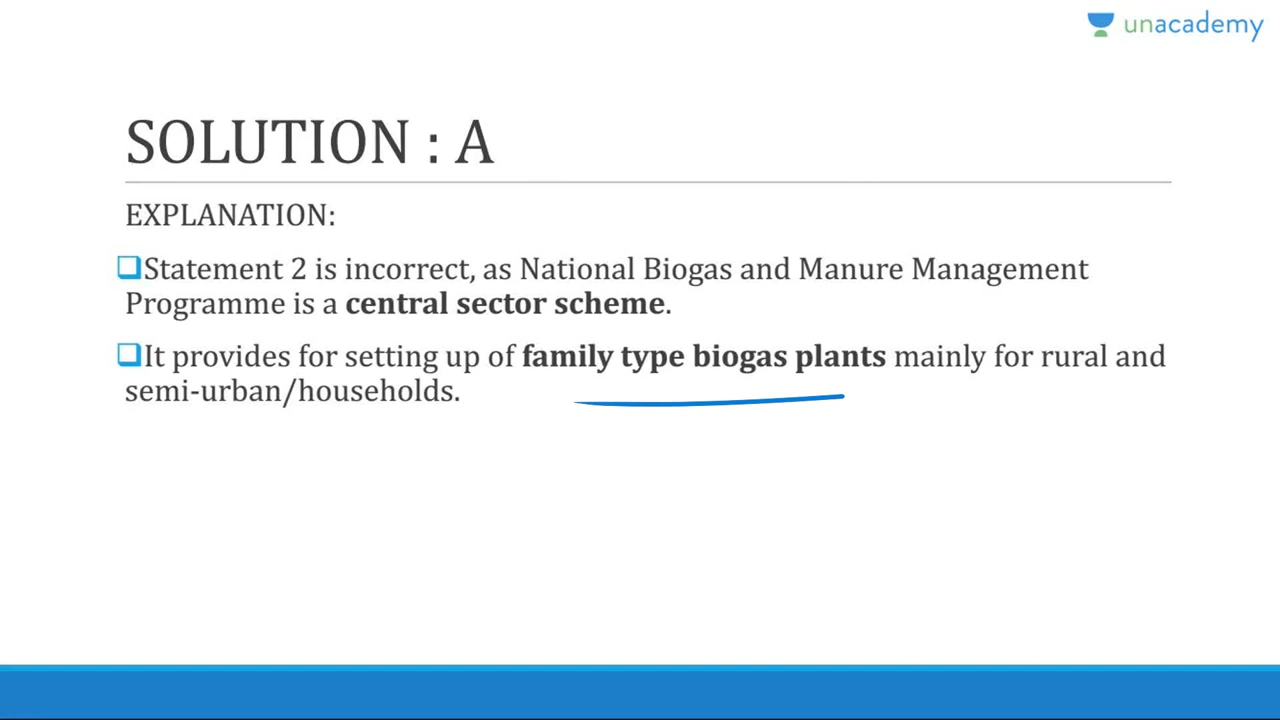 unacademy
SOLUTION : A
EXPLANATION:
❑Statement 2 is incorrect, as National Biogas and Manure Management
Programme is a central sector scheme.
❑It provides for setting up of family type biogas plants mainly for rural and
semi-urban/households.